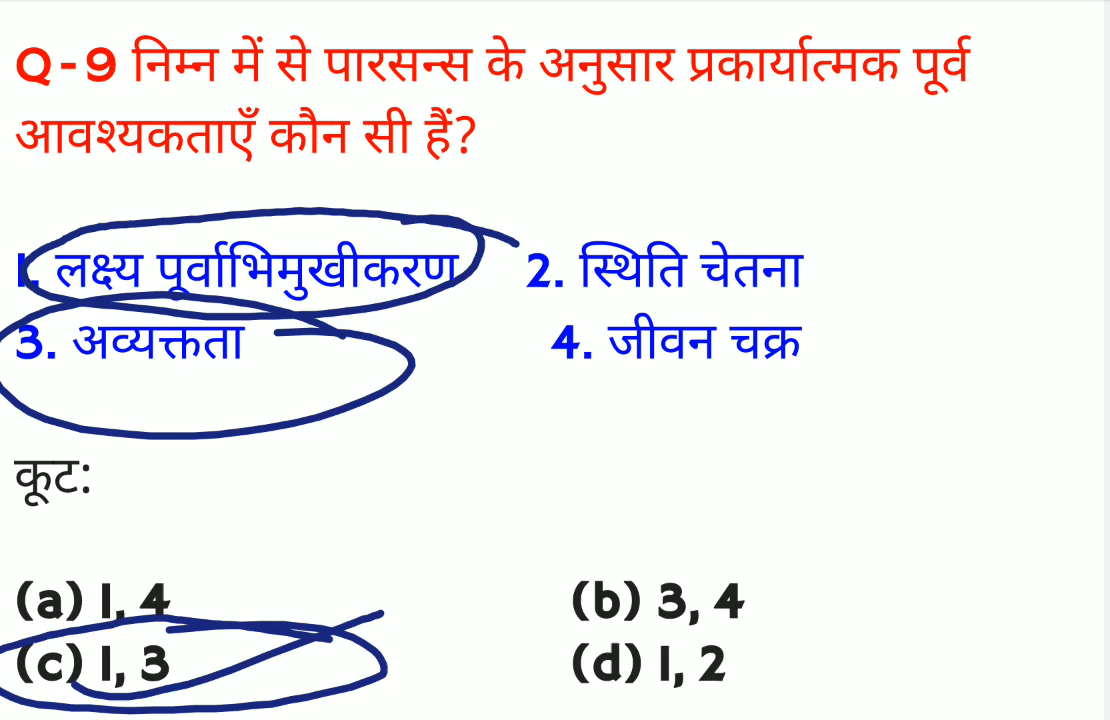 Q-9 निम्न में से पारसन्स के अनुसार प्रकार्यात्मक पूर्व
आवश्यकताएँ कौन सी हैं?
1. लक्ष्य पूर्वाभिमुखीकरण 2. स्थिति चेतना
3. अव्यक्तता 4. जीवन चक्र
कूट:
(a) 1, 4 (b) 3, 4
(c) 1, 3 (d) 1, 2